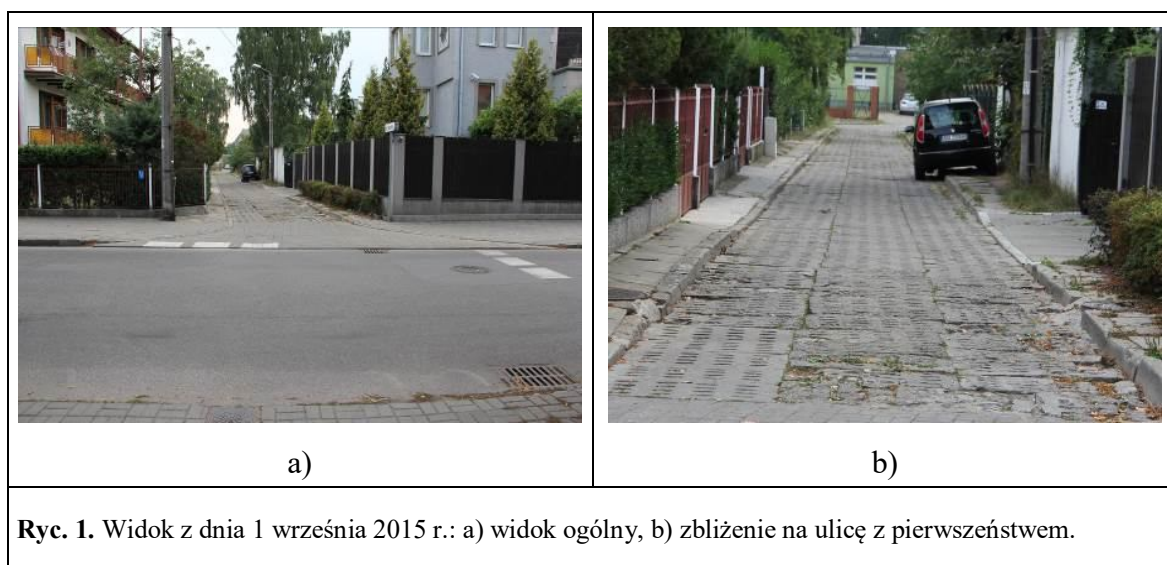 a)
b)
Ryc. 1. Widok z dnia 1 września 2015 r.: a) widok ogólny, b) zbliżenie na ulicę z pierwszeństwem.